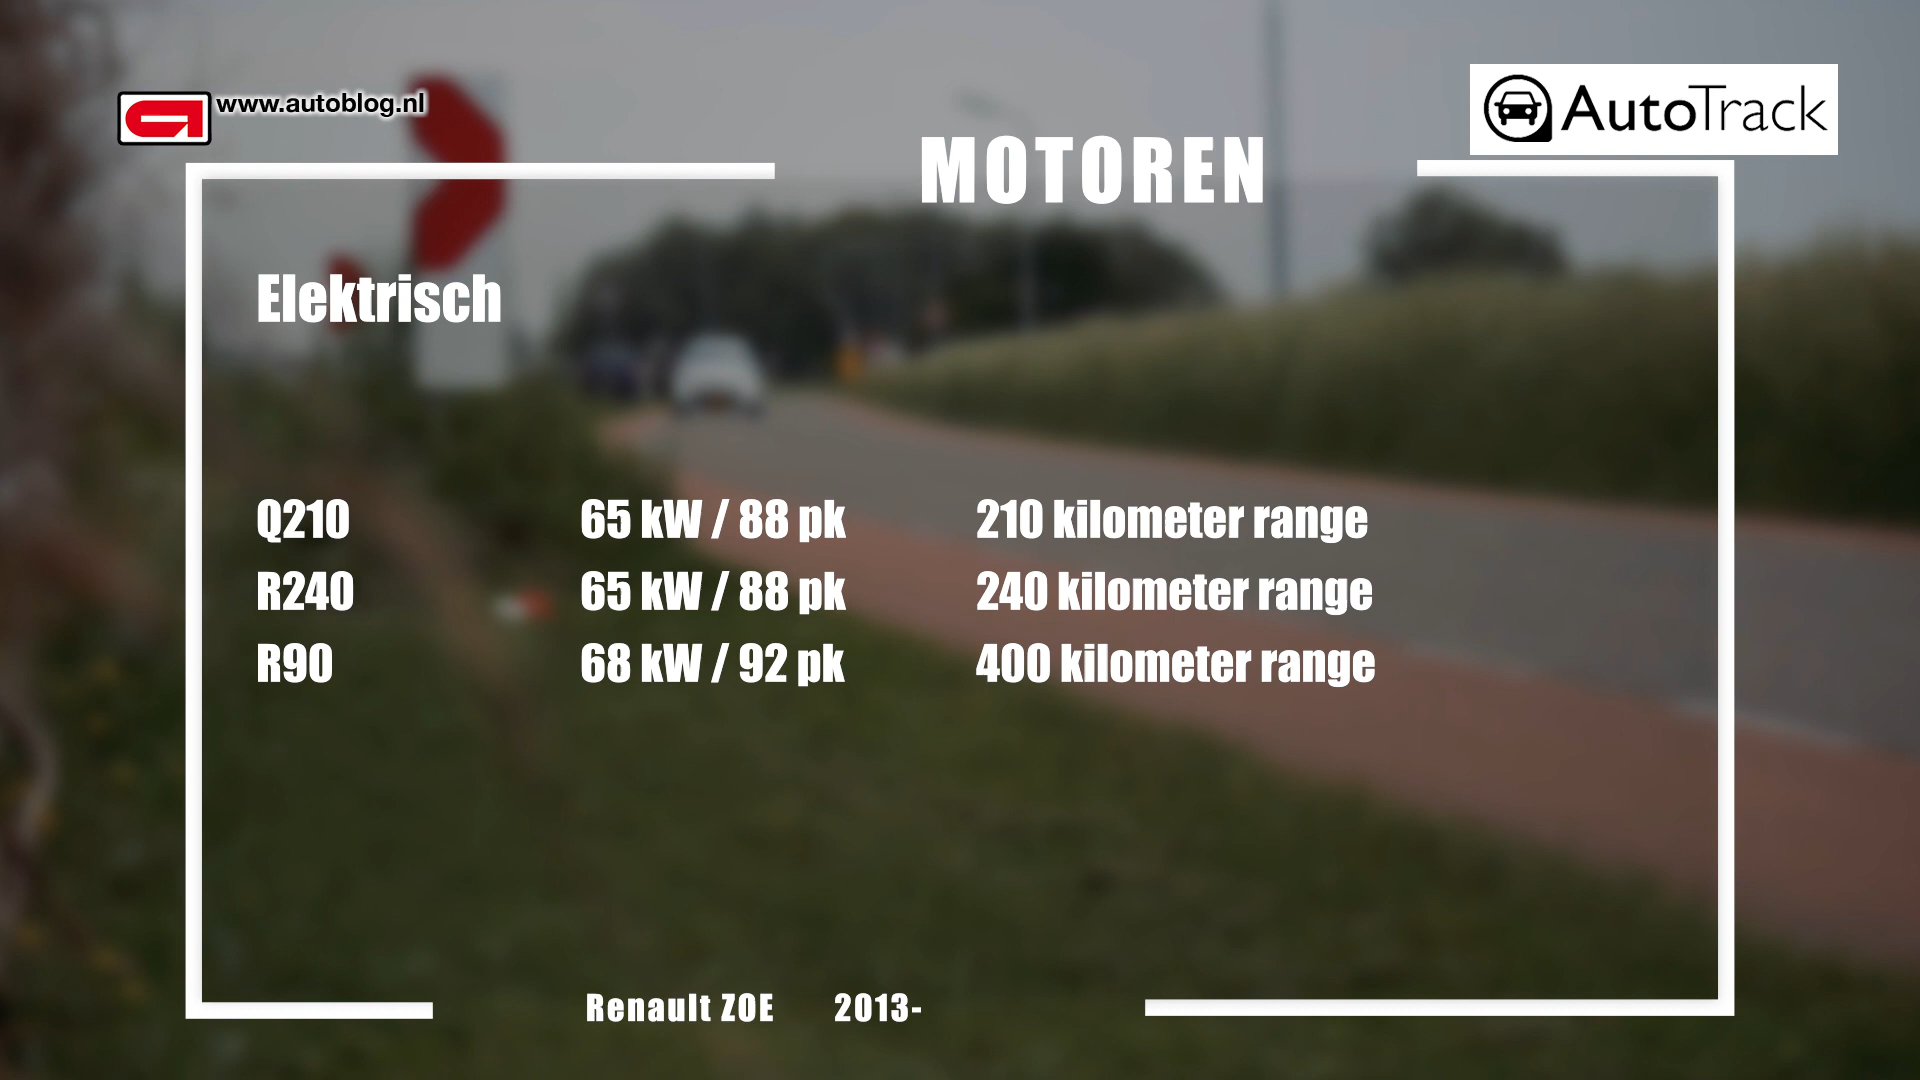 www.autoblog.nl
AutoTrack
MOTOREN
Elektrisch
Q210 65 kW / 88 pk 210 kilometer range
R240 65 kW / 88 pk 240 kilometer range
R90 68 kW / 92 pk 400 kilometer range
Renault ZOE 2013-